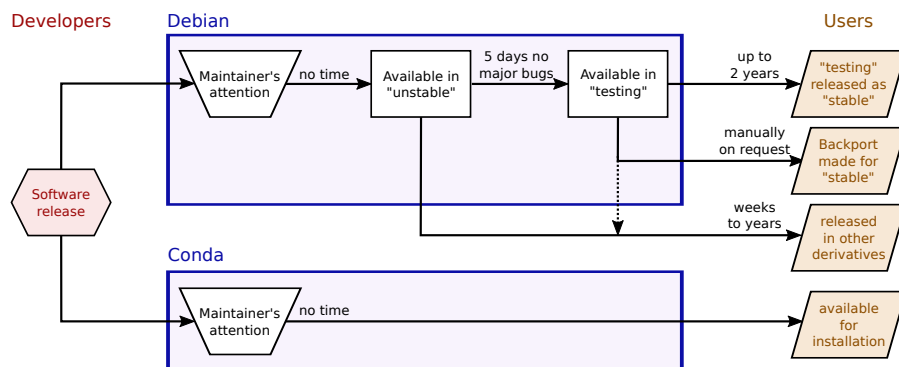 Developers
Debian
Users
Maintainer's
attention
no time
Available in
"unstable"
5 days no
major bugs
Available in
"testing"
up to
2 years
"testing"
released as
"stable"
manually
on request
Backport
made for
"stable"
Software
release
weeks
to years
released
in other
derivatives
Conda
Maintainer's
attention
no time
available
for
installation